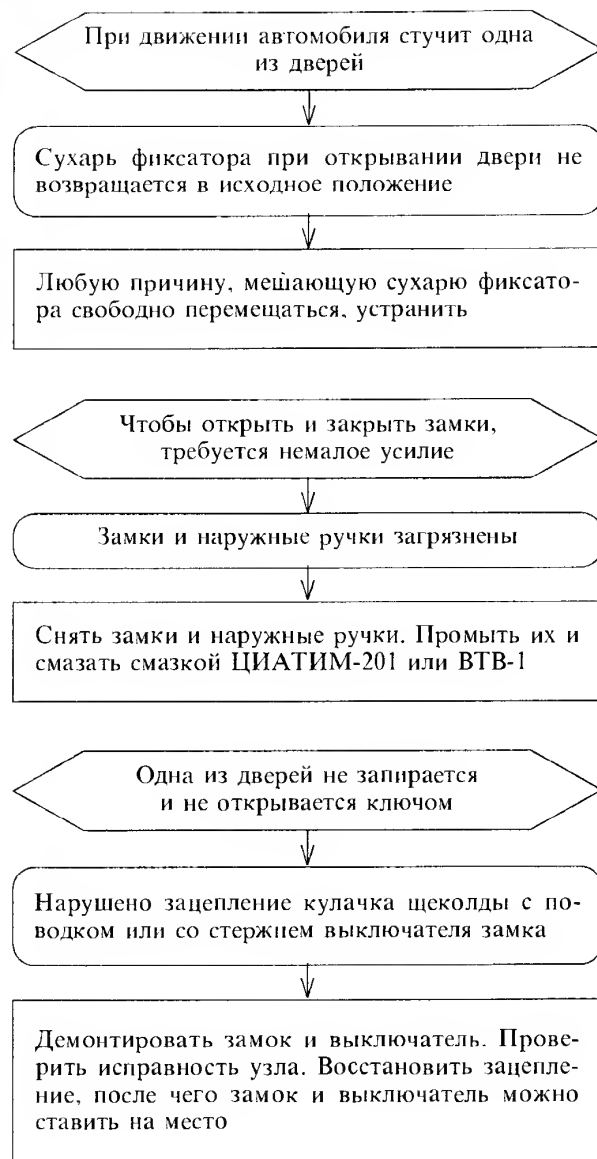 При движении автомобиля стучит одна
из дверей
Сухарь фиксатора при открывании двери не
возвращается в исходное положение
Любую причину, мешающую сухарю фиксато-
ра свободно перемещаться, устранить
Чтобы открыть и закрыть замки,
требуется немалое усилие
Замки и наружные ручки загрязнены
Снять замки и наружные ручки. Промыть их и
смазать смазкой ЦИАТИМ-201 или ВТВ-1
Одна из дверей не запирается
и не открывается ключом
Нарушено зацепление кулачка щеколды с по-
водком или со стержнем выключателя замка
Демонтировать замок и выключатель. Прове-
рить исправность узла. Восстановить зацепле-
ние, после чего замок и выключатель можно
ставить на место